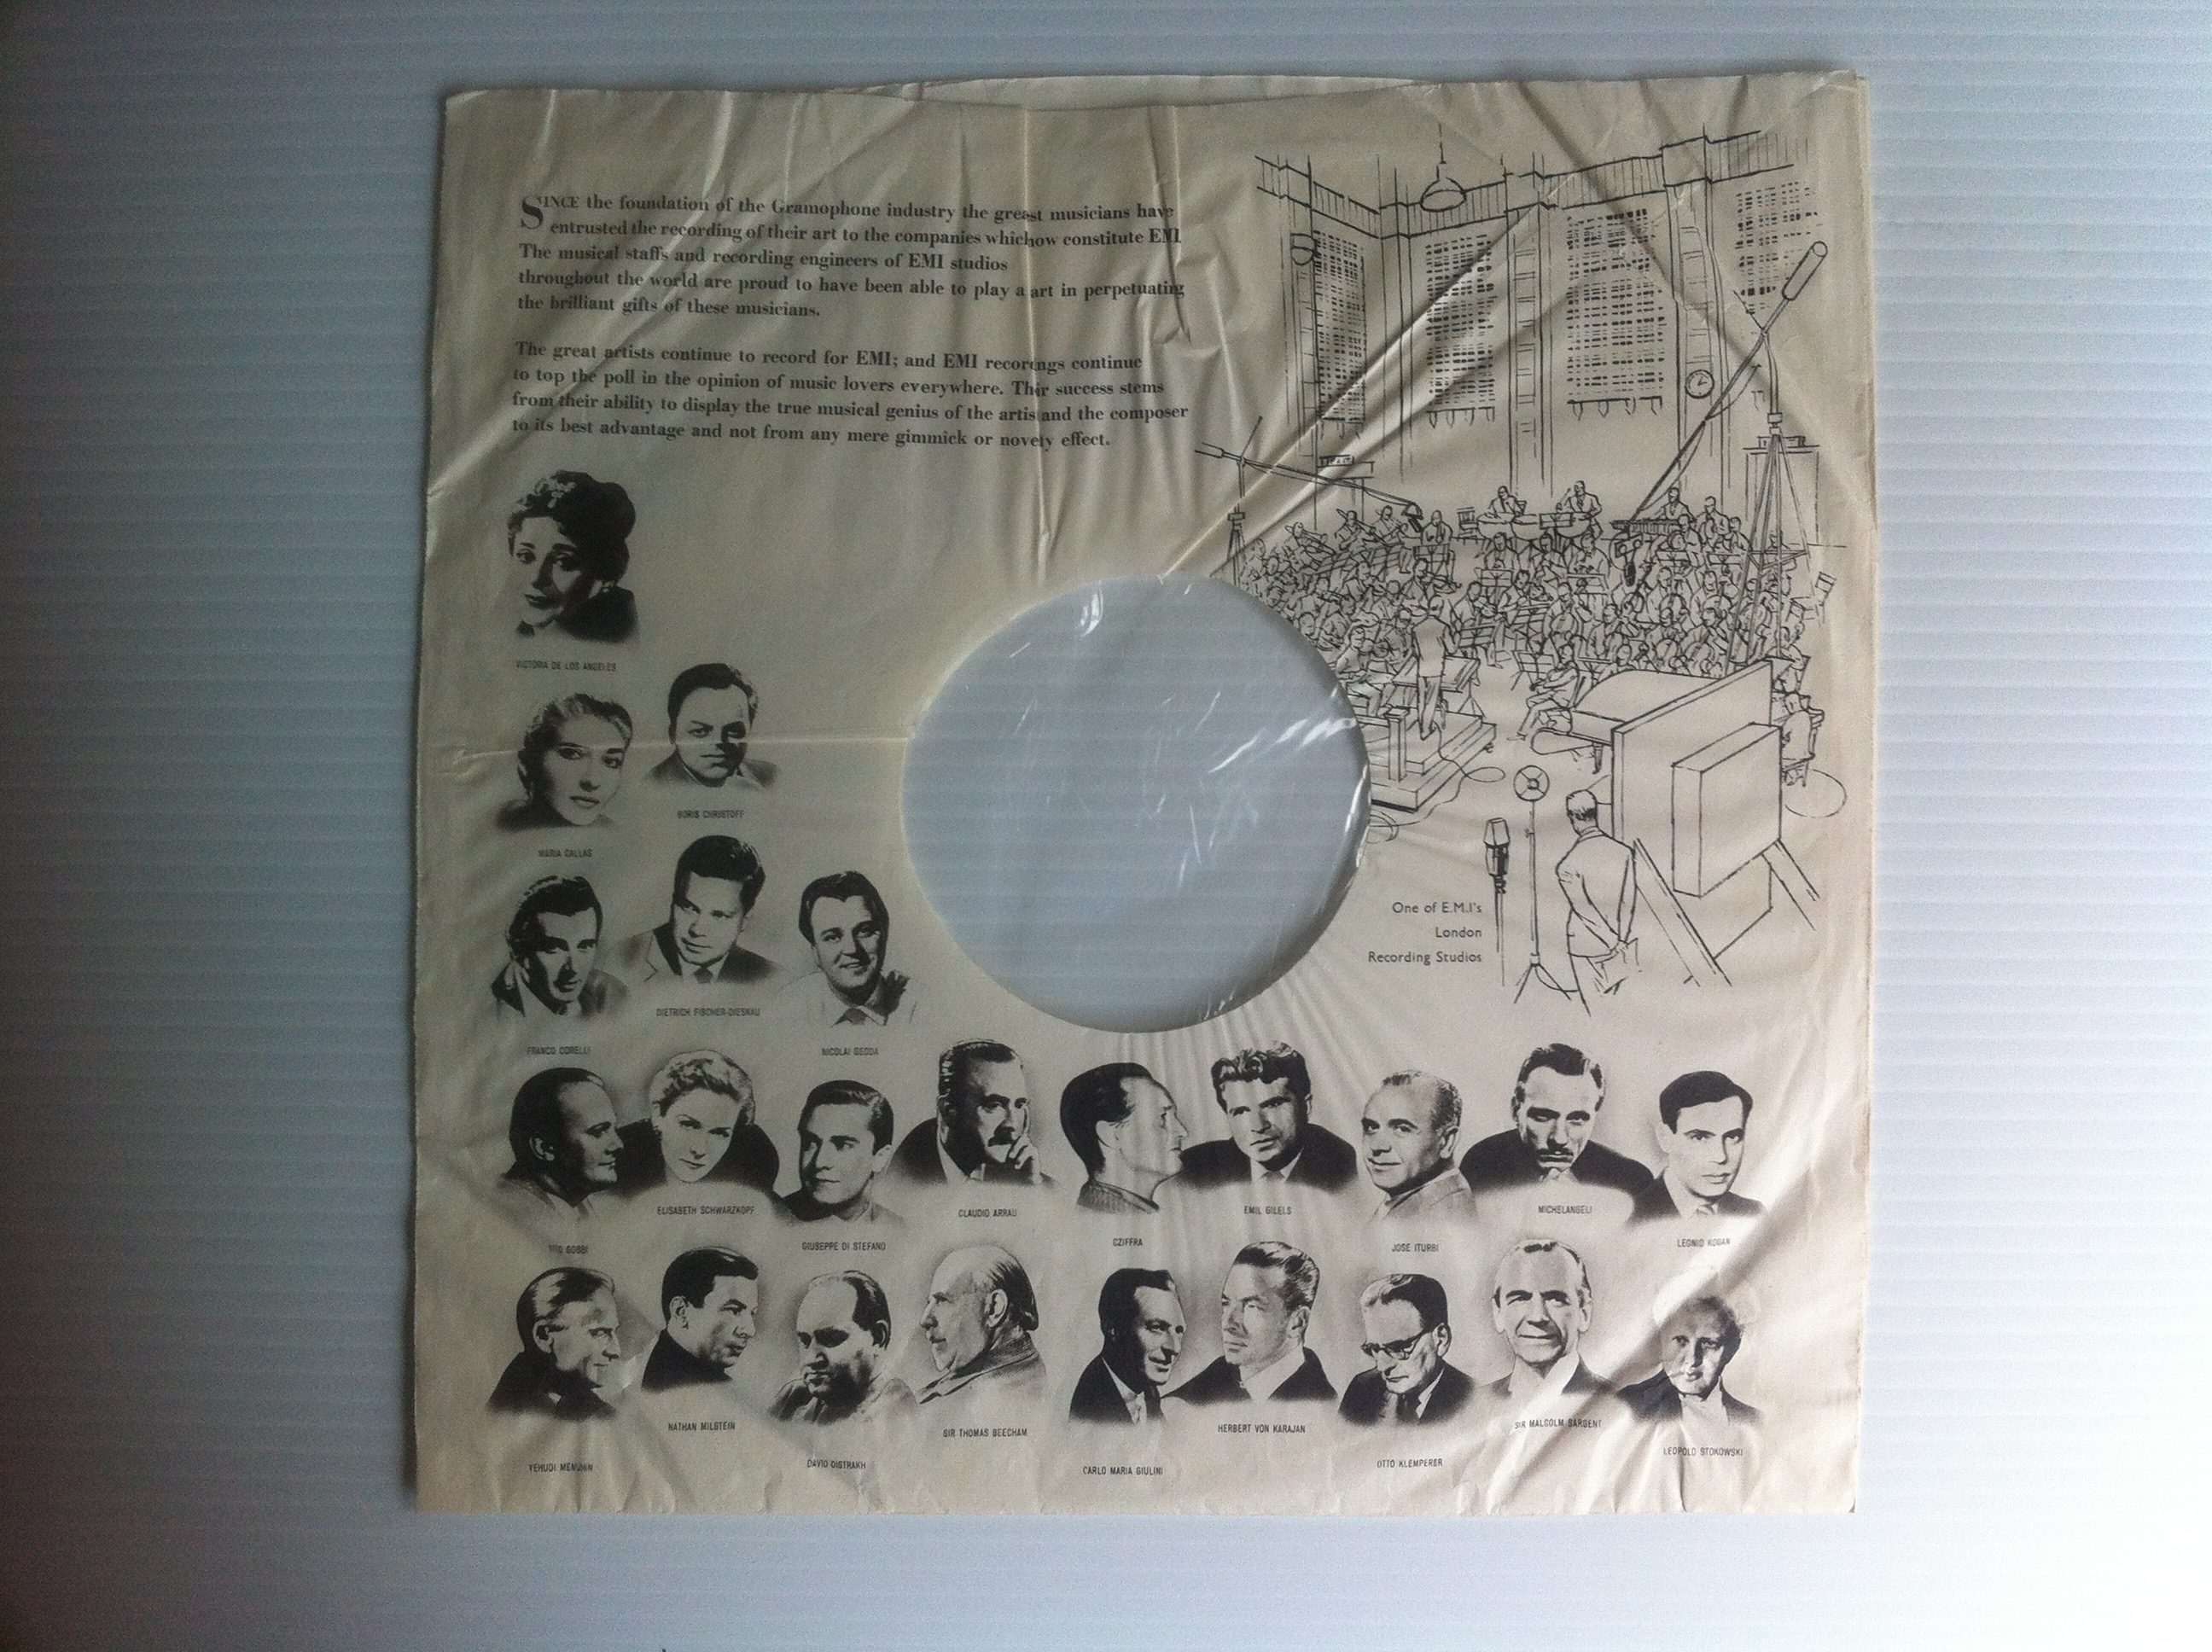 SINCE the foundation of the Gramophone industry the great musicians have
entrusted the recording of their art to the companies which now constitute EMI
The musical staffs and recording engineers of EMI studios
throughout the world are proud to have been able to play a part in perpetuating
the brilliant gifts of these musicians.
The great artists continue to record for EMI; and EMI recordings continue
to top the poll in the opinion of music lovers everywhere. Their success stems
from their ability to display the true musical genius of the artist and the composer
to its best advantage and not from any mere gimmick or novelty effect.
VICTORIA DE LOS ANGELES
BORIS CHRISTOFF
MARIA CALLAS
One of E.M.I's
London
Recording Studios
DIETRICH FISCHER-DIESKAU
FRANCO CORELLI
NICOLAI GEDDA
ELISABETH SCHWARZKOPF
CLAUDIO ARRAU
EMIL GILELS
MICHELANGELI
TITO GOBBI
GIUSEPPE DI STEFANO
CZIFFRA
JOSE ITURBI
LEONID KOGAN
NATHAN MILSTEIN
SIR THOMAS BEECHAM
HERBERT VON KARAJAN
SIR MALCOLM SARGENT
YEHUDI MENUHIN
DAVID OISTRAKH
CARLO MARIA GIULINI
OTTO KLEMPERER
LEOPOLD STOKOWSKI